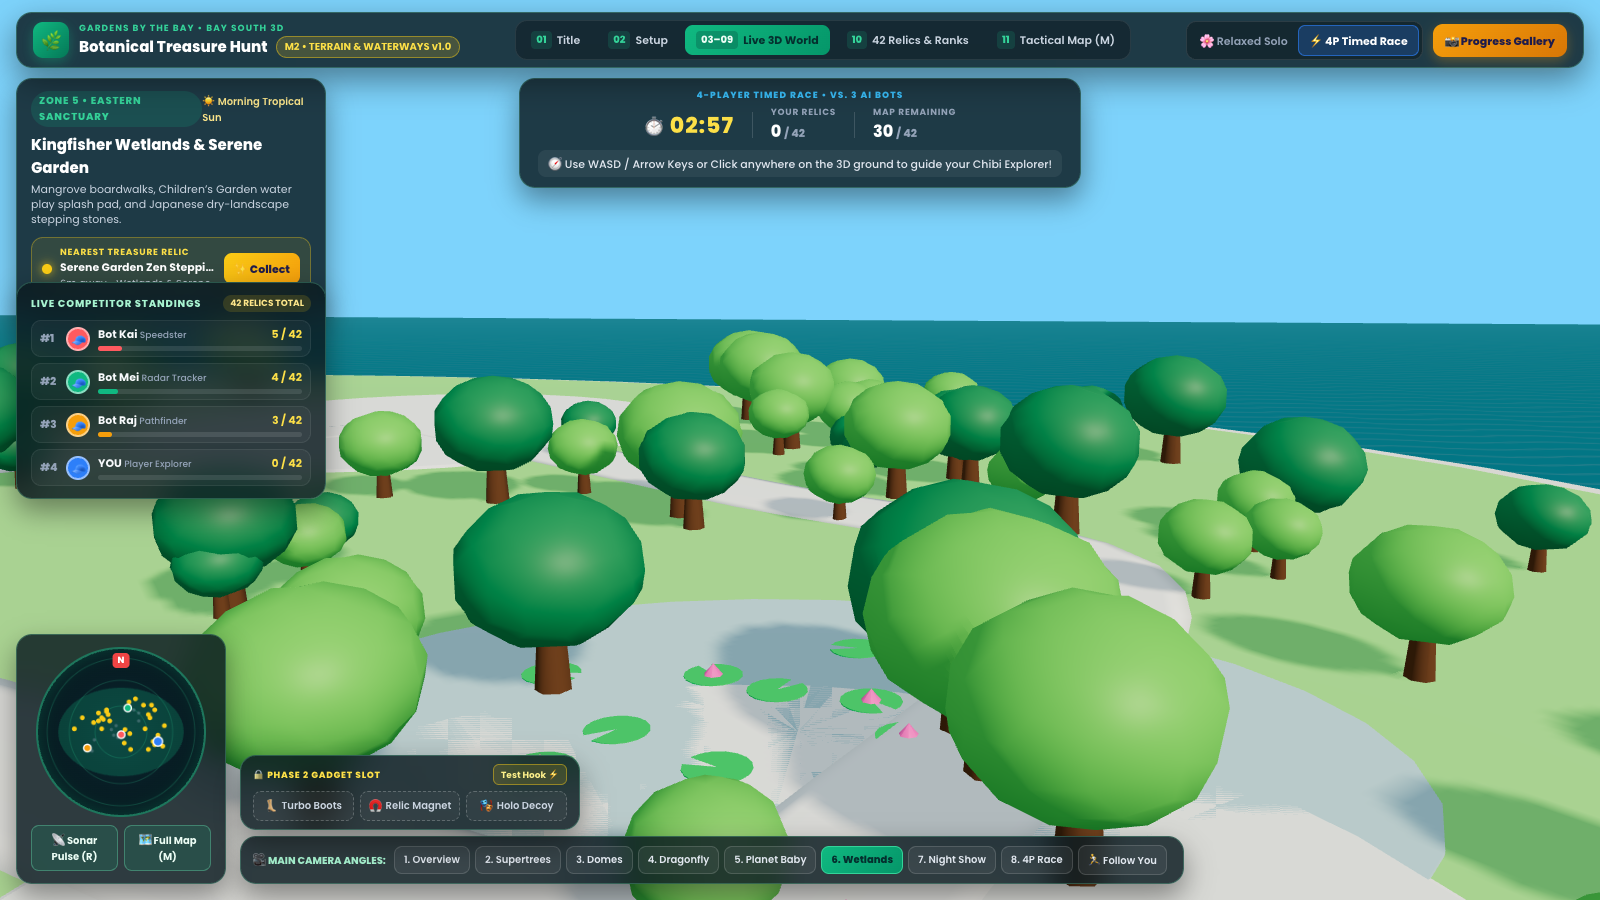 GARDENS BY THE BAY • BAY SOUTH 3D
Botanical Treasure Hunt
M2 • TERRAIN & WATERWAYS v1.0
01 Title
02 Setup
03–09 Live 3D World
10 42 Relics & Ranks
11 Tactical Map (M)
Relaxed Solo
4P Timed Race
Progress Gallery
ZONE 5 • EASTERN
SANCTUARY
Morning Tropical
Sun
Kingfisher Wetlands & Serene
Garden
Mangrove boardwalks, Children's Garden water
play splash pad, and Japanese dry-landscape
stepping stones.
NEAREST TREASURE RELIC
Serene Garden Zen Steppi...
Collect
4-PLAYER TIMED RACE • VS. 3 AI BOTS
02:57
YOUR RELICS
0 / 42
MAP REMAINING
30 / 42
Use WASD / Arrow Keys or Click anywhere on the 3D ground to guide your Chibi Explorer!
LIVE COMPETITOR STANDINGS
42 RELICS TOTAL
#1 Bot Kai Speedster 5 / 42
#2 Bot Mei Radar Tracker 4 / 42
#3 Bot Raj Pathfinder 3 / 42
#4 YOU Player Explorer 0 / 42
N
Sonar
Pulse (R)
Full Map
(M)
PHASE 2 GADGET SLOT
Test Hook
Turbo Boots
Relic Magnet
Holo Decoy
MAIN CAMERA ANGLES:
1. Overview
2. Supertrees
3. Domes
4. Dragonfly
5. Planet Baby
6. Wetlands
7. Night Show
8. 4P Race
Follow You